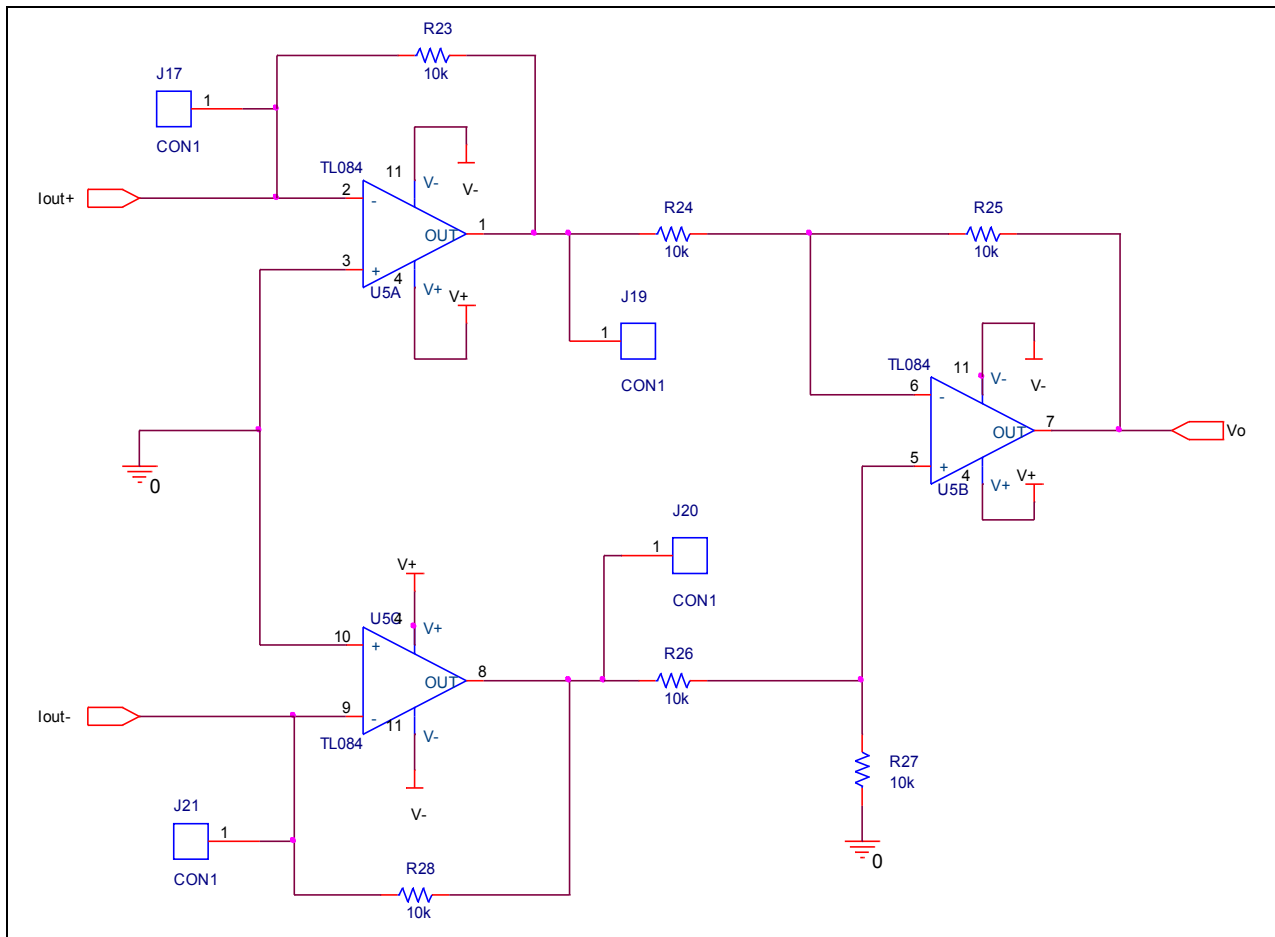 R23
10k
J17
1
CON1
TL084
11
V-
V-
Iout+
2
-
OUT
1
3
+
4
V+
V+
U5A
R24
10k
R25
10k
J19
1
CON1
TL084
11
V-
V-
6
-
OUT
7
Vo
5
+
4
V+
V+
U5B
0
J20
1
CON1
V+
U5C
4
V+
10
+
OUT
8
R26
10k
Iout-
9
-
11
V-
TL084
V-
R27
10k
0
J21
1
CON1
R28
10k